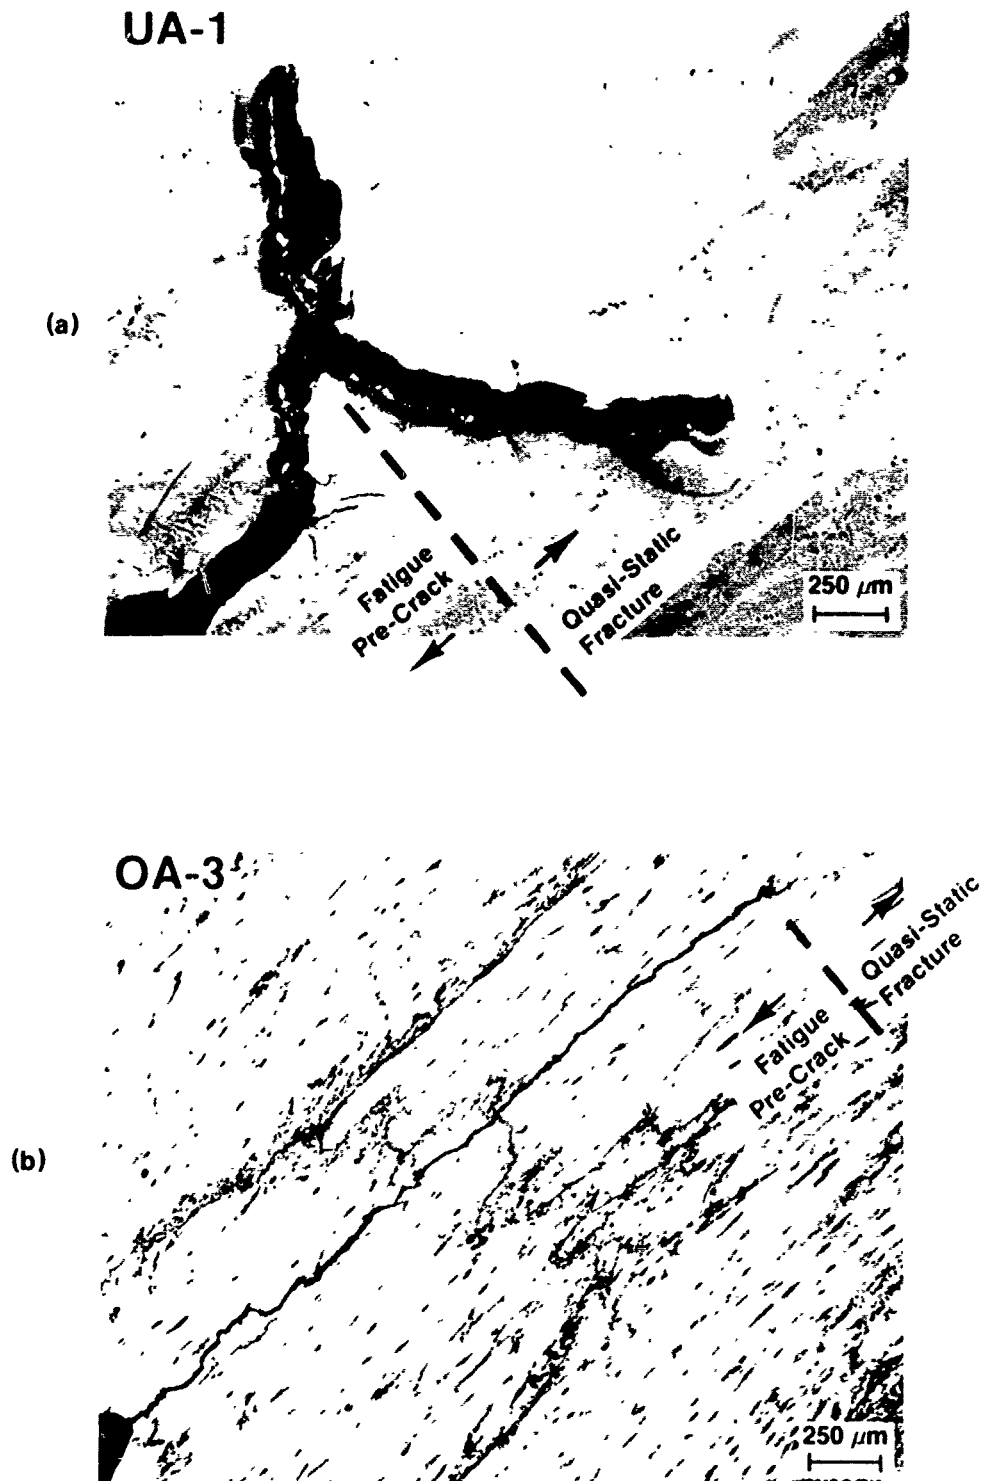 UA-1
(a)
Fatigue
Pre-Crack
Quasi-Static
Fracture
250 μm
OA-3
(b)
Quasi-Static
Fracture
Fatigue
Pre-Crack
250 μm